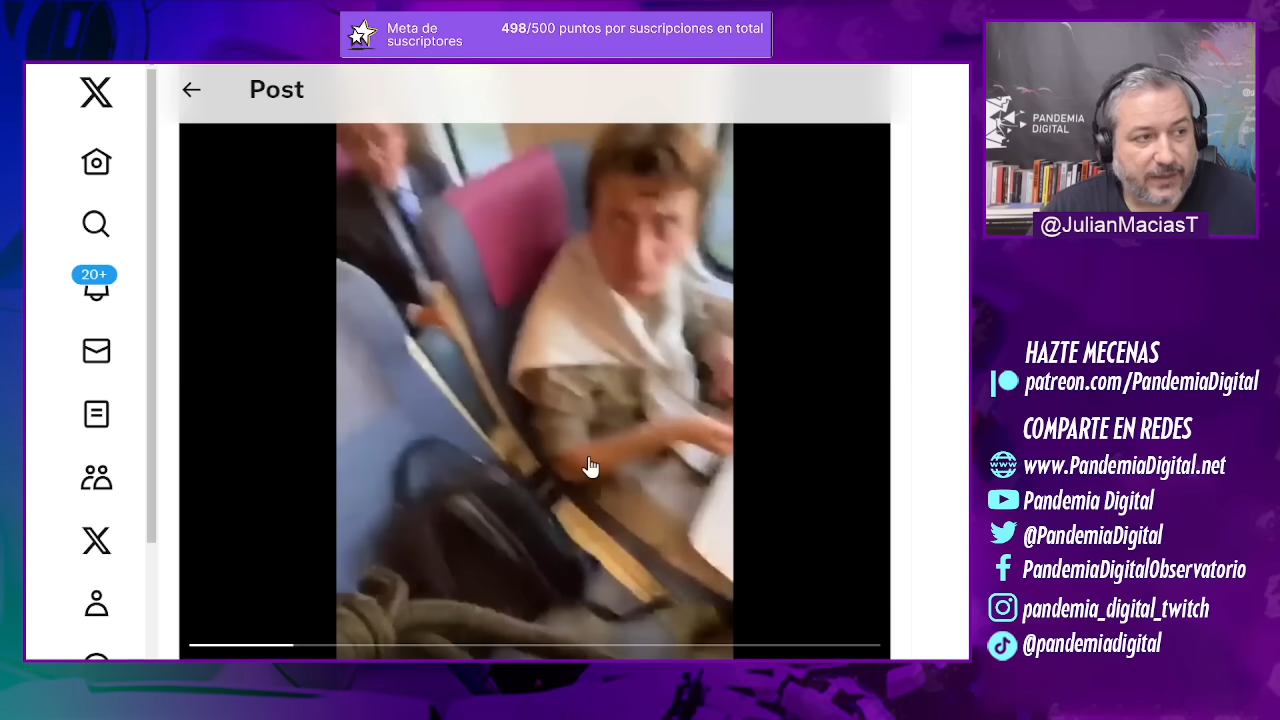 Meta de
suscriptores
498/500 puntos por suscripciones en total
Post
20+
PANDEMIA
DIGITAL
@JulianMaciasT
HAZTE MECENAS
patreon.com/PandemiaDigital
COMPARTE EN REDES
www.PandemiaDigital.net
Pandemia Digital
@PandemiaDigital
PandemiaDigitalObservatorio
pandemia_digital_twitch
@pandemiadigital